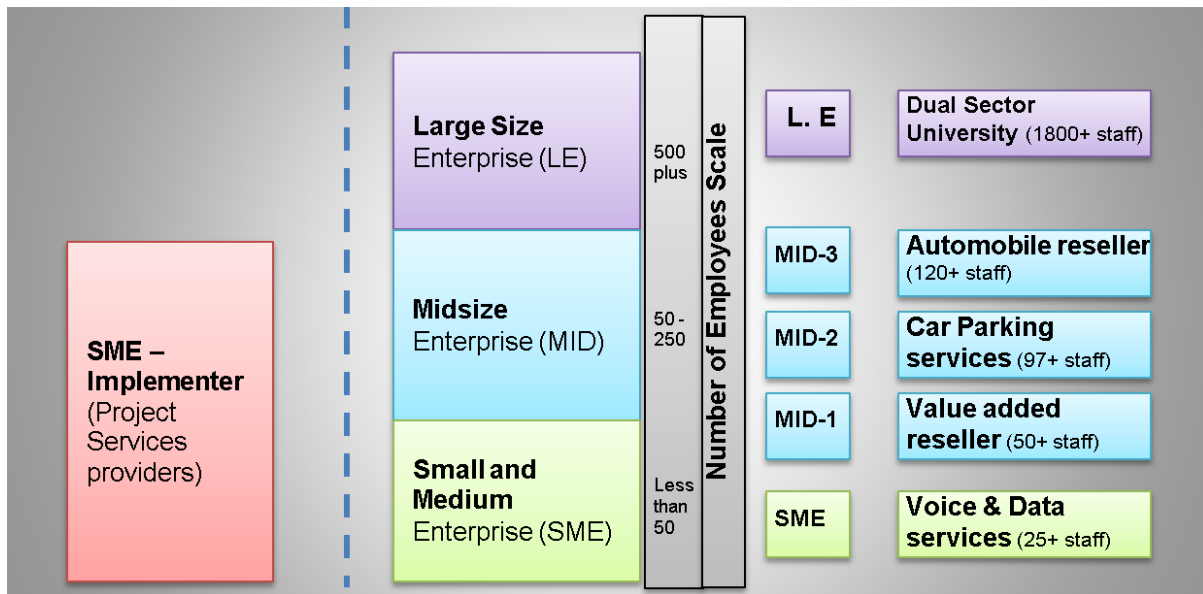 SME –
Implementer
(Project
Services
providers)
Large Size
Enterprise (LE)
Midsize
Enterprise (MID)
Small and
Medium
Enterprise (SME)
500
plus
50 -
250
Less
than
50
Number of Employees Scale
L. E
Dual Sector
University (1800+ staff)
MID-3
Automobile reseller
(120+ staff)
MID-2
Car Parking
services (97+ staff)
MID-1
Value added
reseller (50+ staff)
SME
Voice & Data
services (25+ staff)